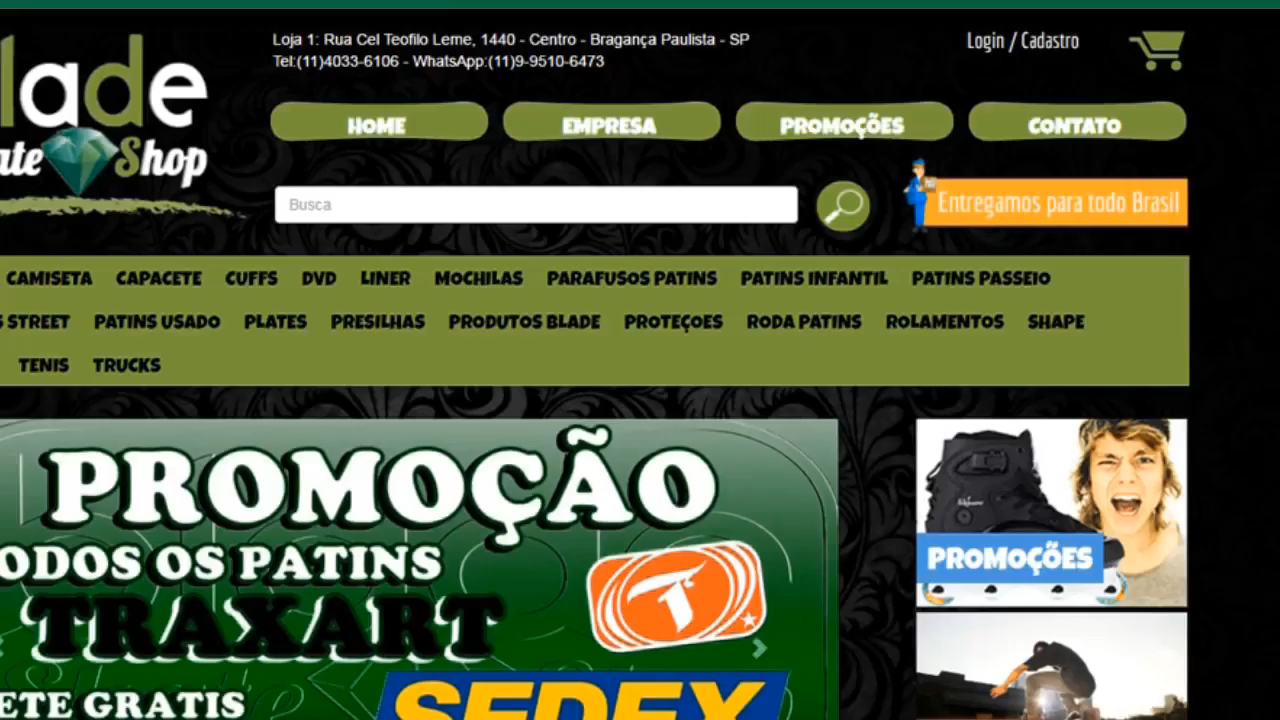 Loja 1: Rua Cel Teofilo Leme, 1440 - Centro - Bragança Paulista - SP
Tel:(11)4033-6106 - WhatsApp:(11)9-9510-6473
Login / Cadastro
lade
ate Shop
HOME EMPRESA PROMOÇÕES CONTATO
Busca
Entregamos para todo Brasil
CAMISETA CAPACETE CUFFS DVD LINER MOCHILAS PARAFUSOS PATINS PATINS INFANTIL PATINS PASSEIO
S STREET PATINS USADO PLATES PRESILHAS PRODUTOS BLADE PROTEÇOES RODA PATINS ROLAMENTOS SHAPE
TENIS TRUCKS
PROMOÇÃO
ODOS OS PATINS
TRAXART
ETE GRATIS
SEDEX
PROMOÇÕES